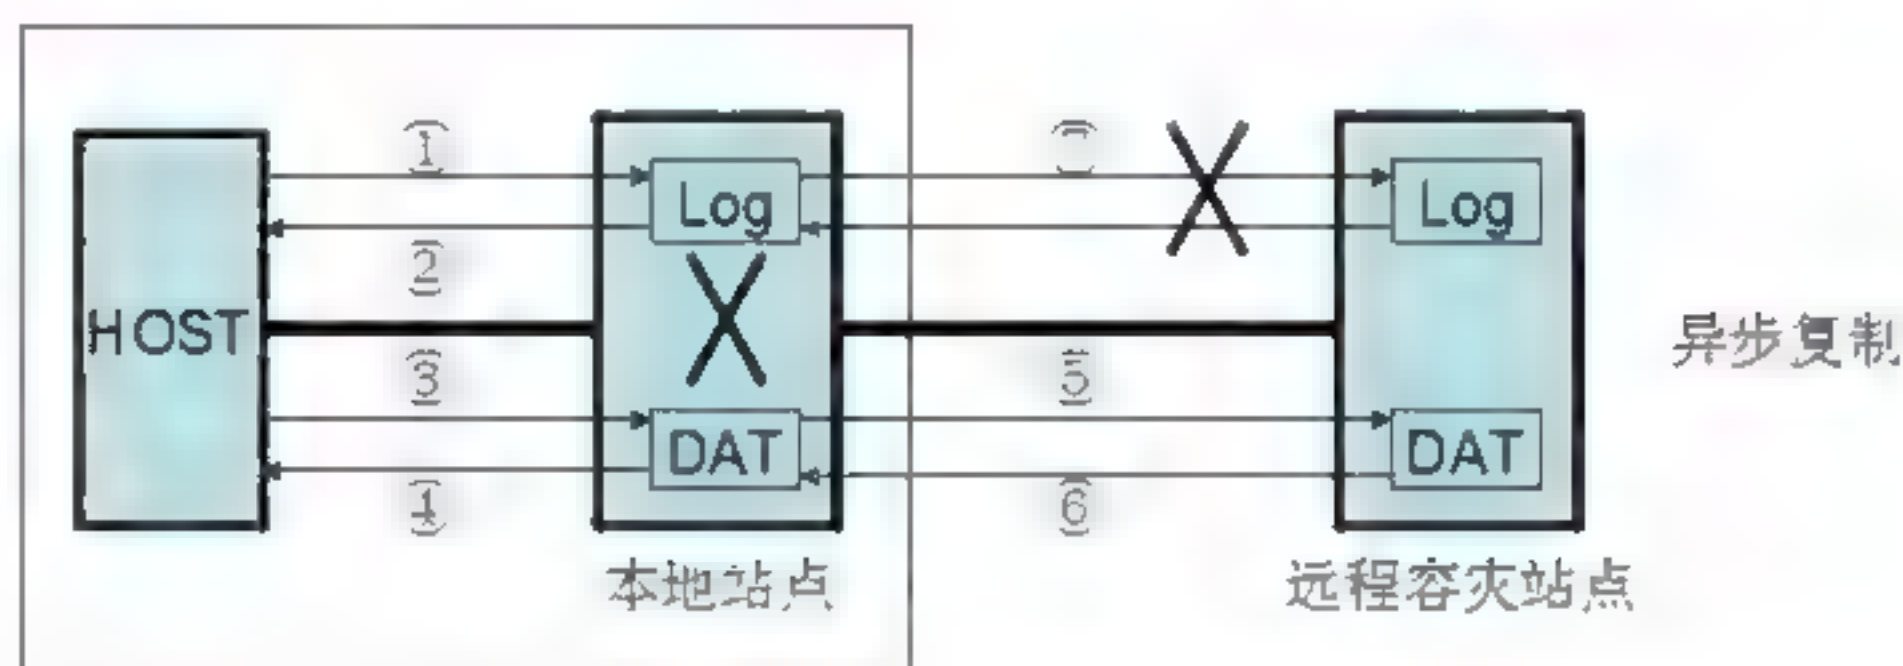 (1)
Log
Log
(2)
HOST
(3)
(5)
异步复制
DAT
DAT
(4)
(6)
本地站点
远程容灾站点